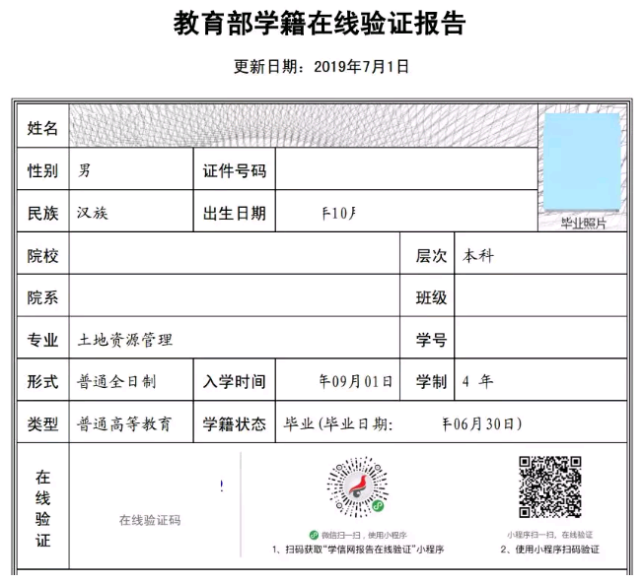 教育部学籍在线验证报告
更新日期：2019年7月1日
姓名
性别 男 证件号码
毕业照片
民族 汉族 出生日期 年10月
院校 层次 本科
院系 班级
专业 土地资源管理 学号
形式 普通全日制 入学时间 年09月01日 学制 4 年
类型 普通高等教育 学籍状态 毕业(毕业日期: 年06月30日)
在线验证
在线验证码
微信扫一扫，使用小程序
1、扫码获取“学信网报告在线验证”小程序
小程序扫一扫，在线验证
2、使用小程序扫码验证